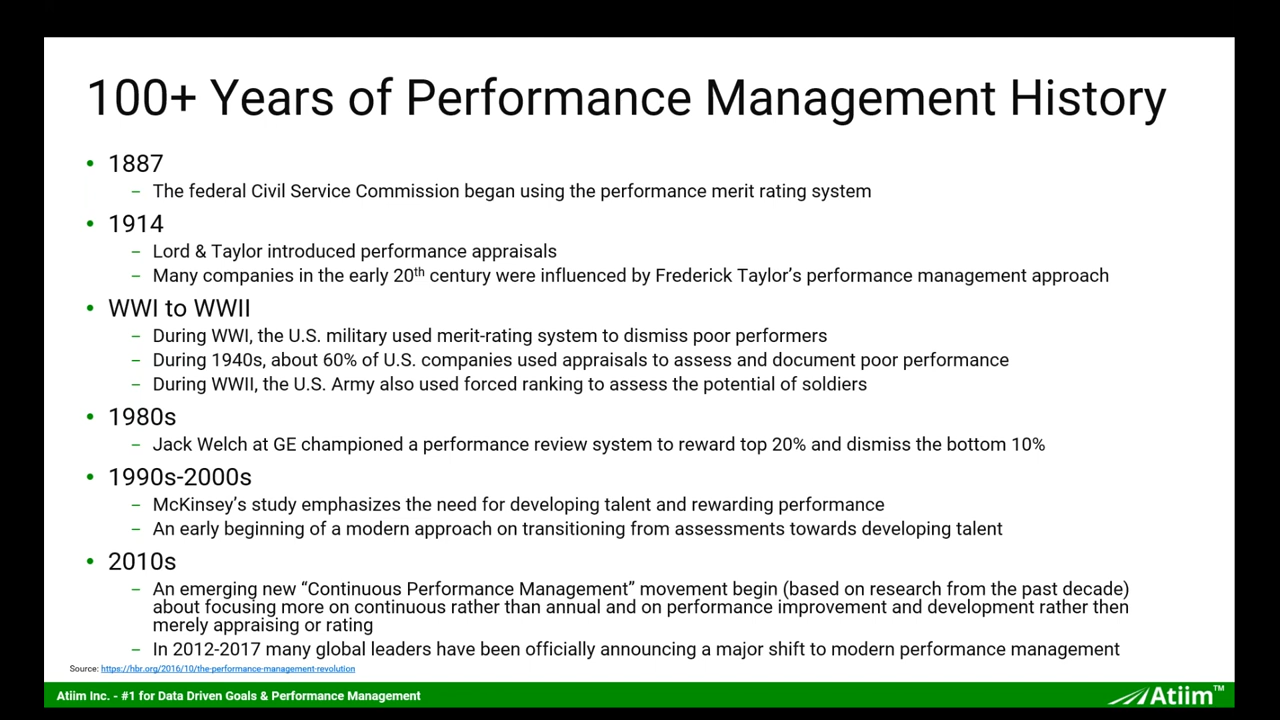 100+ Years of Performance Management History
• 1887
– The federal Civil Service Commission began using the performance merit rating system
• 1914
– Lord & Taylor introduced performance appraisals
– Many companies in the early 20th century were influenced by Frederick Taylor's performance management approach
• WWI to WWII
– During WWI, the U.S. military used merit-rating system to dismiss poor performers
– During 1940s, about 60% of U.S. companies used appraisals to assess and document poor performance
– During WWII, the U.S. Army also used forced ranking to assess the potential of soldiers
• 1980s
– Jack Welch at GE championed a performance review system to reward top 20% and dismiss the bottom 10%
• 1990s-2000s
– McKinsey's study emphasizes the need for developing talent and rewarding performance
– An early beginning of a modern approach on transitioning from assessments towards developing talent
• 2010s
– An emerging new “Continuous Performance Management” movement begin (based on research from the past decade)
about focusing more on continuous rather than annual and on performance improvement and development rather then
merely appraising or rating
– In 2012-2017 many global leaders have been officially announcing a major shift to modern performance management
Source: https://hbr.org/2016/10/the-performance-management-revolution
Atiim Inc. - #1 for Data Driven Goals & Performance Management
Atiim™